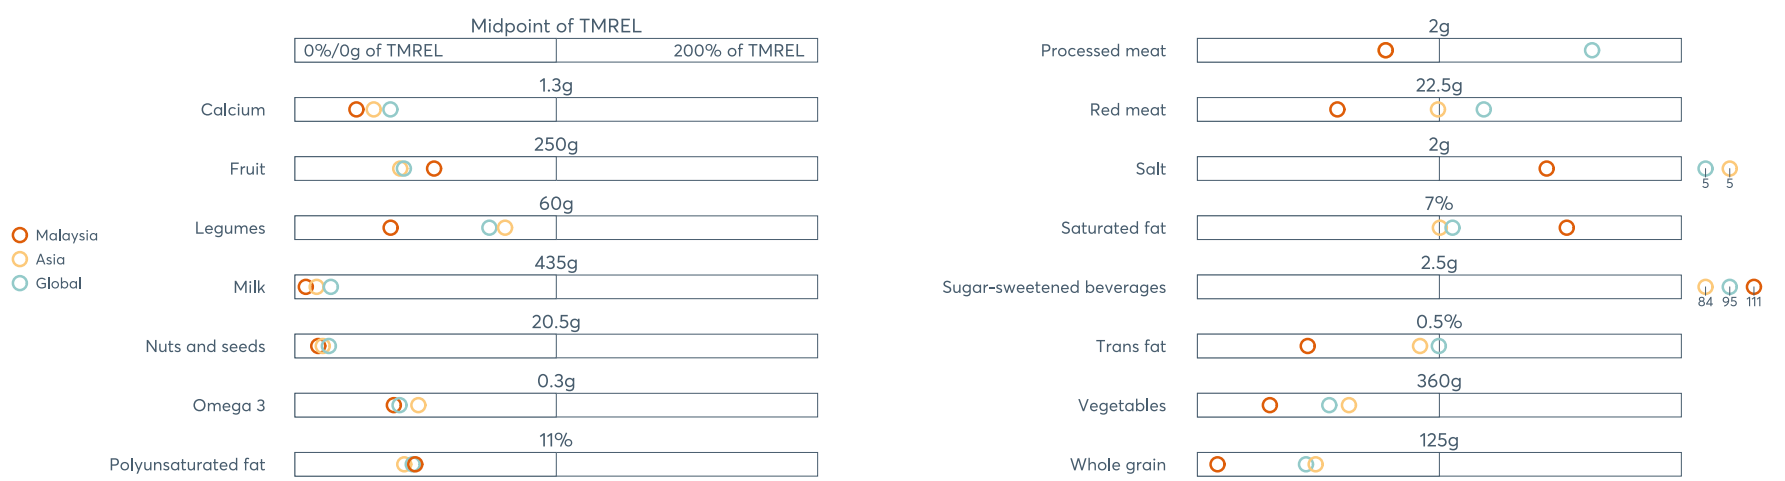 Midpoint of TMREL
0%/0g of TMREL 200% of TMREL
1.3g
Calcium
250g
Fruit
60g
Legumes
435g
Milk
20.5g
Nuts and seeds
0.3g
Omega 3
11%
Polyunsaturated fat
Malaysia
Asia
Global
2g
Processed meat
22.5g
Red meat
2g
Salt
5 5
7%
Saturated fat
2.5g
Sugar-sweetened beverages
84 95 111
0.5%
Trans fat
360g
Vegetables
125g
Whole grain